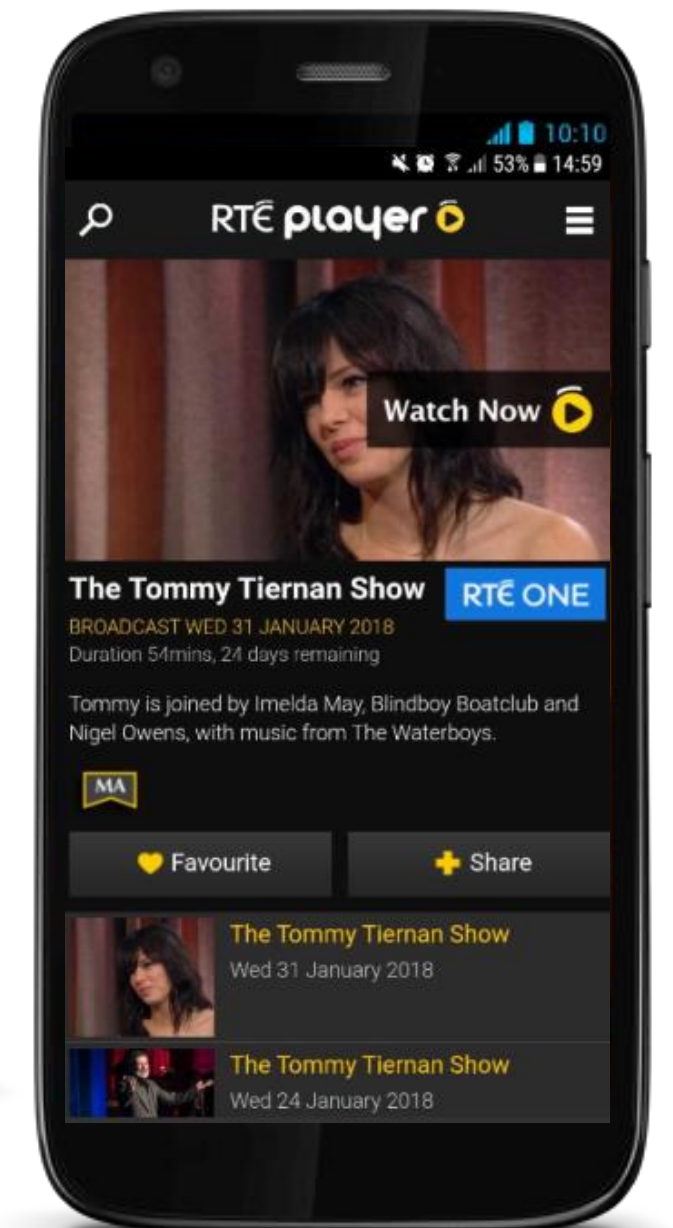 10:10
53% 14:59
RTÉ player
Watch Now
The Tommy Tiernan Show
RTÉ ONE
BROADCAST WED 31 JANUARY 2018
Duration 54mins, 24 days remaining
Tommy is joined by Imelda May, Blindboy Boatclub and
Nigel Owens, with music from The Waterboys.
MA
Favourite
Share
The Tommy Tiernan Show
Wed 31 January 2018
The Tommy Tiernan Show
Wed 24 January 2018